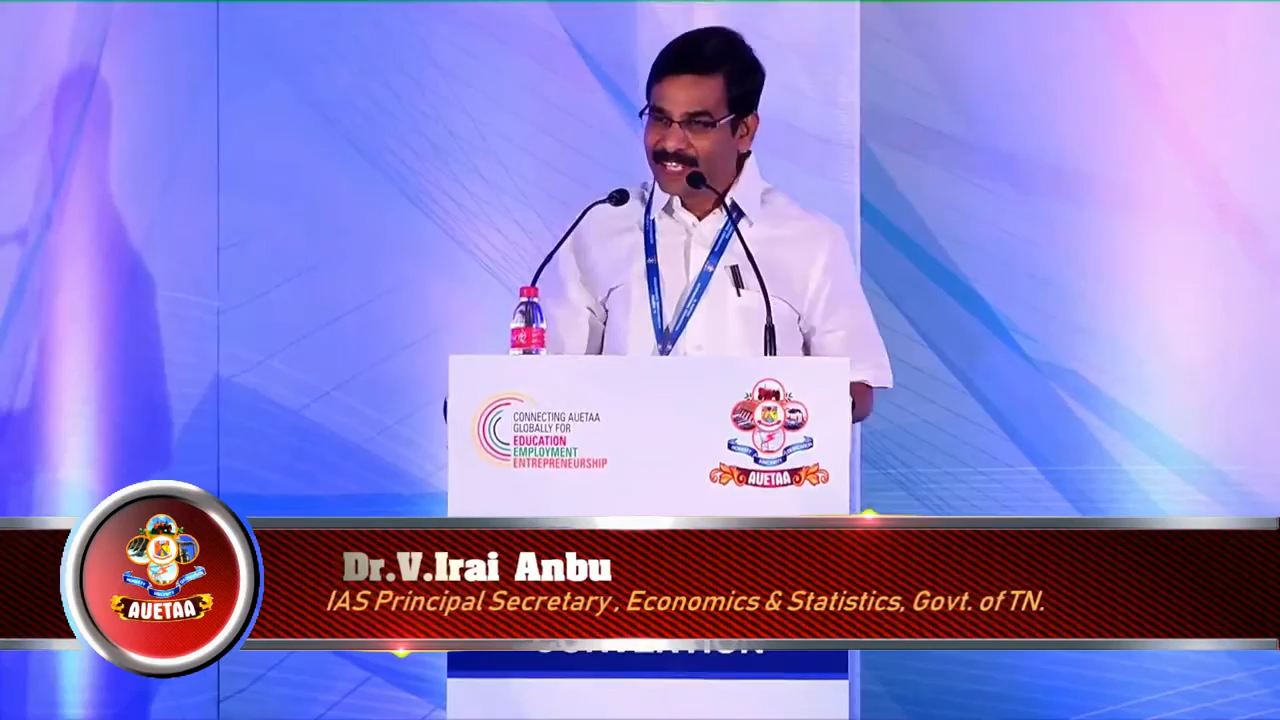 CONNECTING AUETAA
GLOBALLY FOR
EDUCATION
EMPLOYMENT
ENTREPRENEURSHIP
AUETAA
Dr.V.Irai Anbu
IAS Principal Secretary, Economics & Statistics, Govt. of TN.
AUETAA